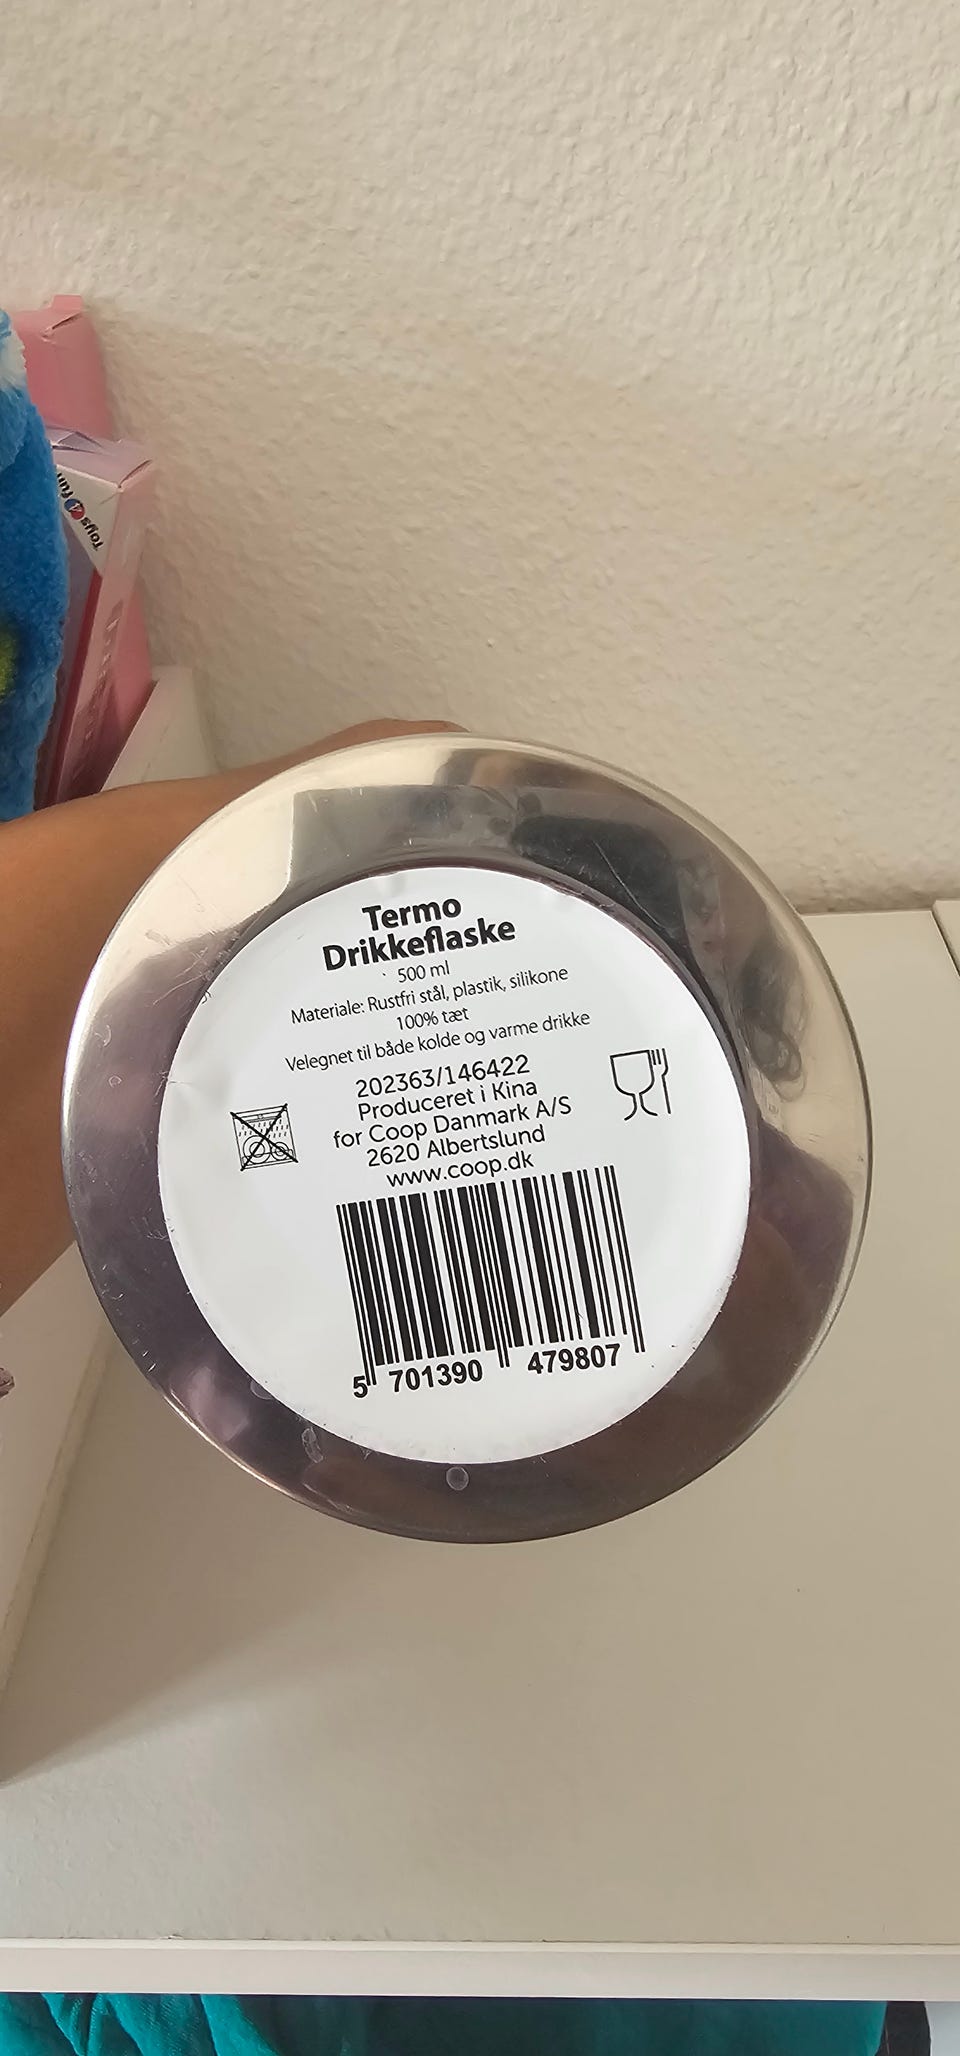 Toys4fun
Termo
Drikkeflaske
500 ml
Materiale: Rustfri stål, plastik, silikone
100% tæt
Velegnet til både kolde og varme drikke
202363/146422
Produceret i Kina
for Coop Danmark A/S
2620 Albertslund
www.coop.dk
5 701390 479807